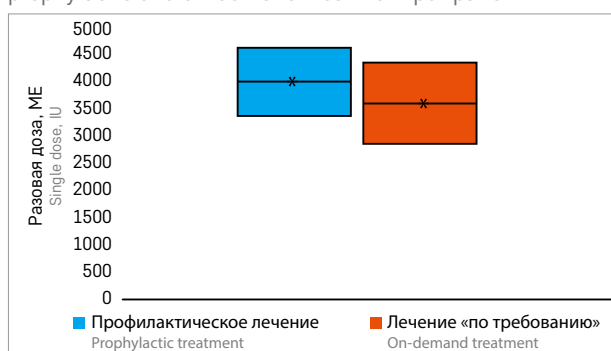 5000
4500
4000
3500
3000
2500
2000
1500
1000
500
0
Разовая доза, МЕ
Single dose, IU
Профилактическое лечение
Prophylactic treatment
Лечение «по требованию»
On-demand treatment